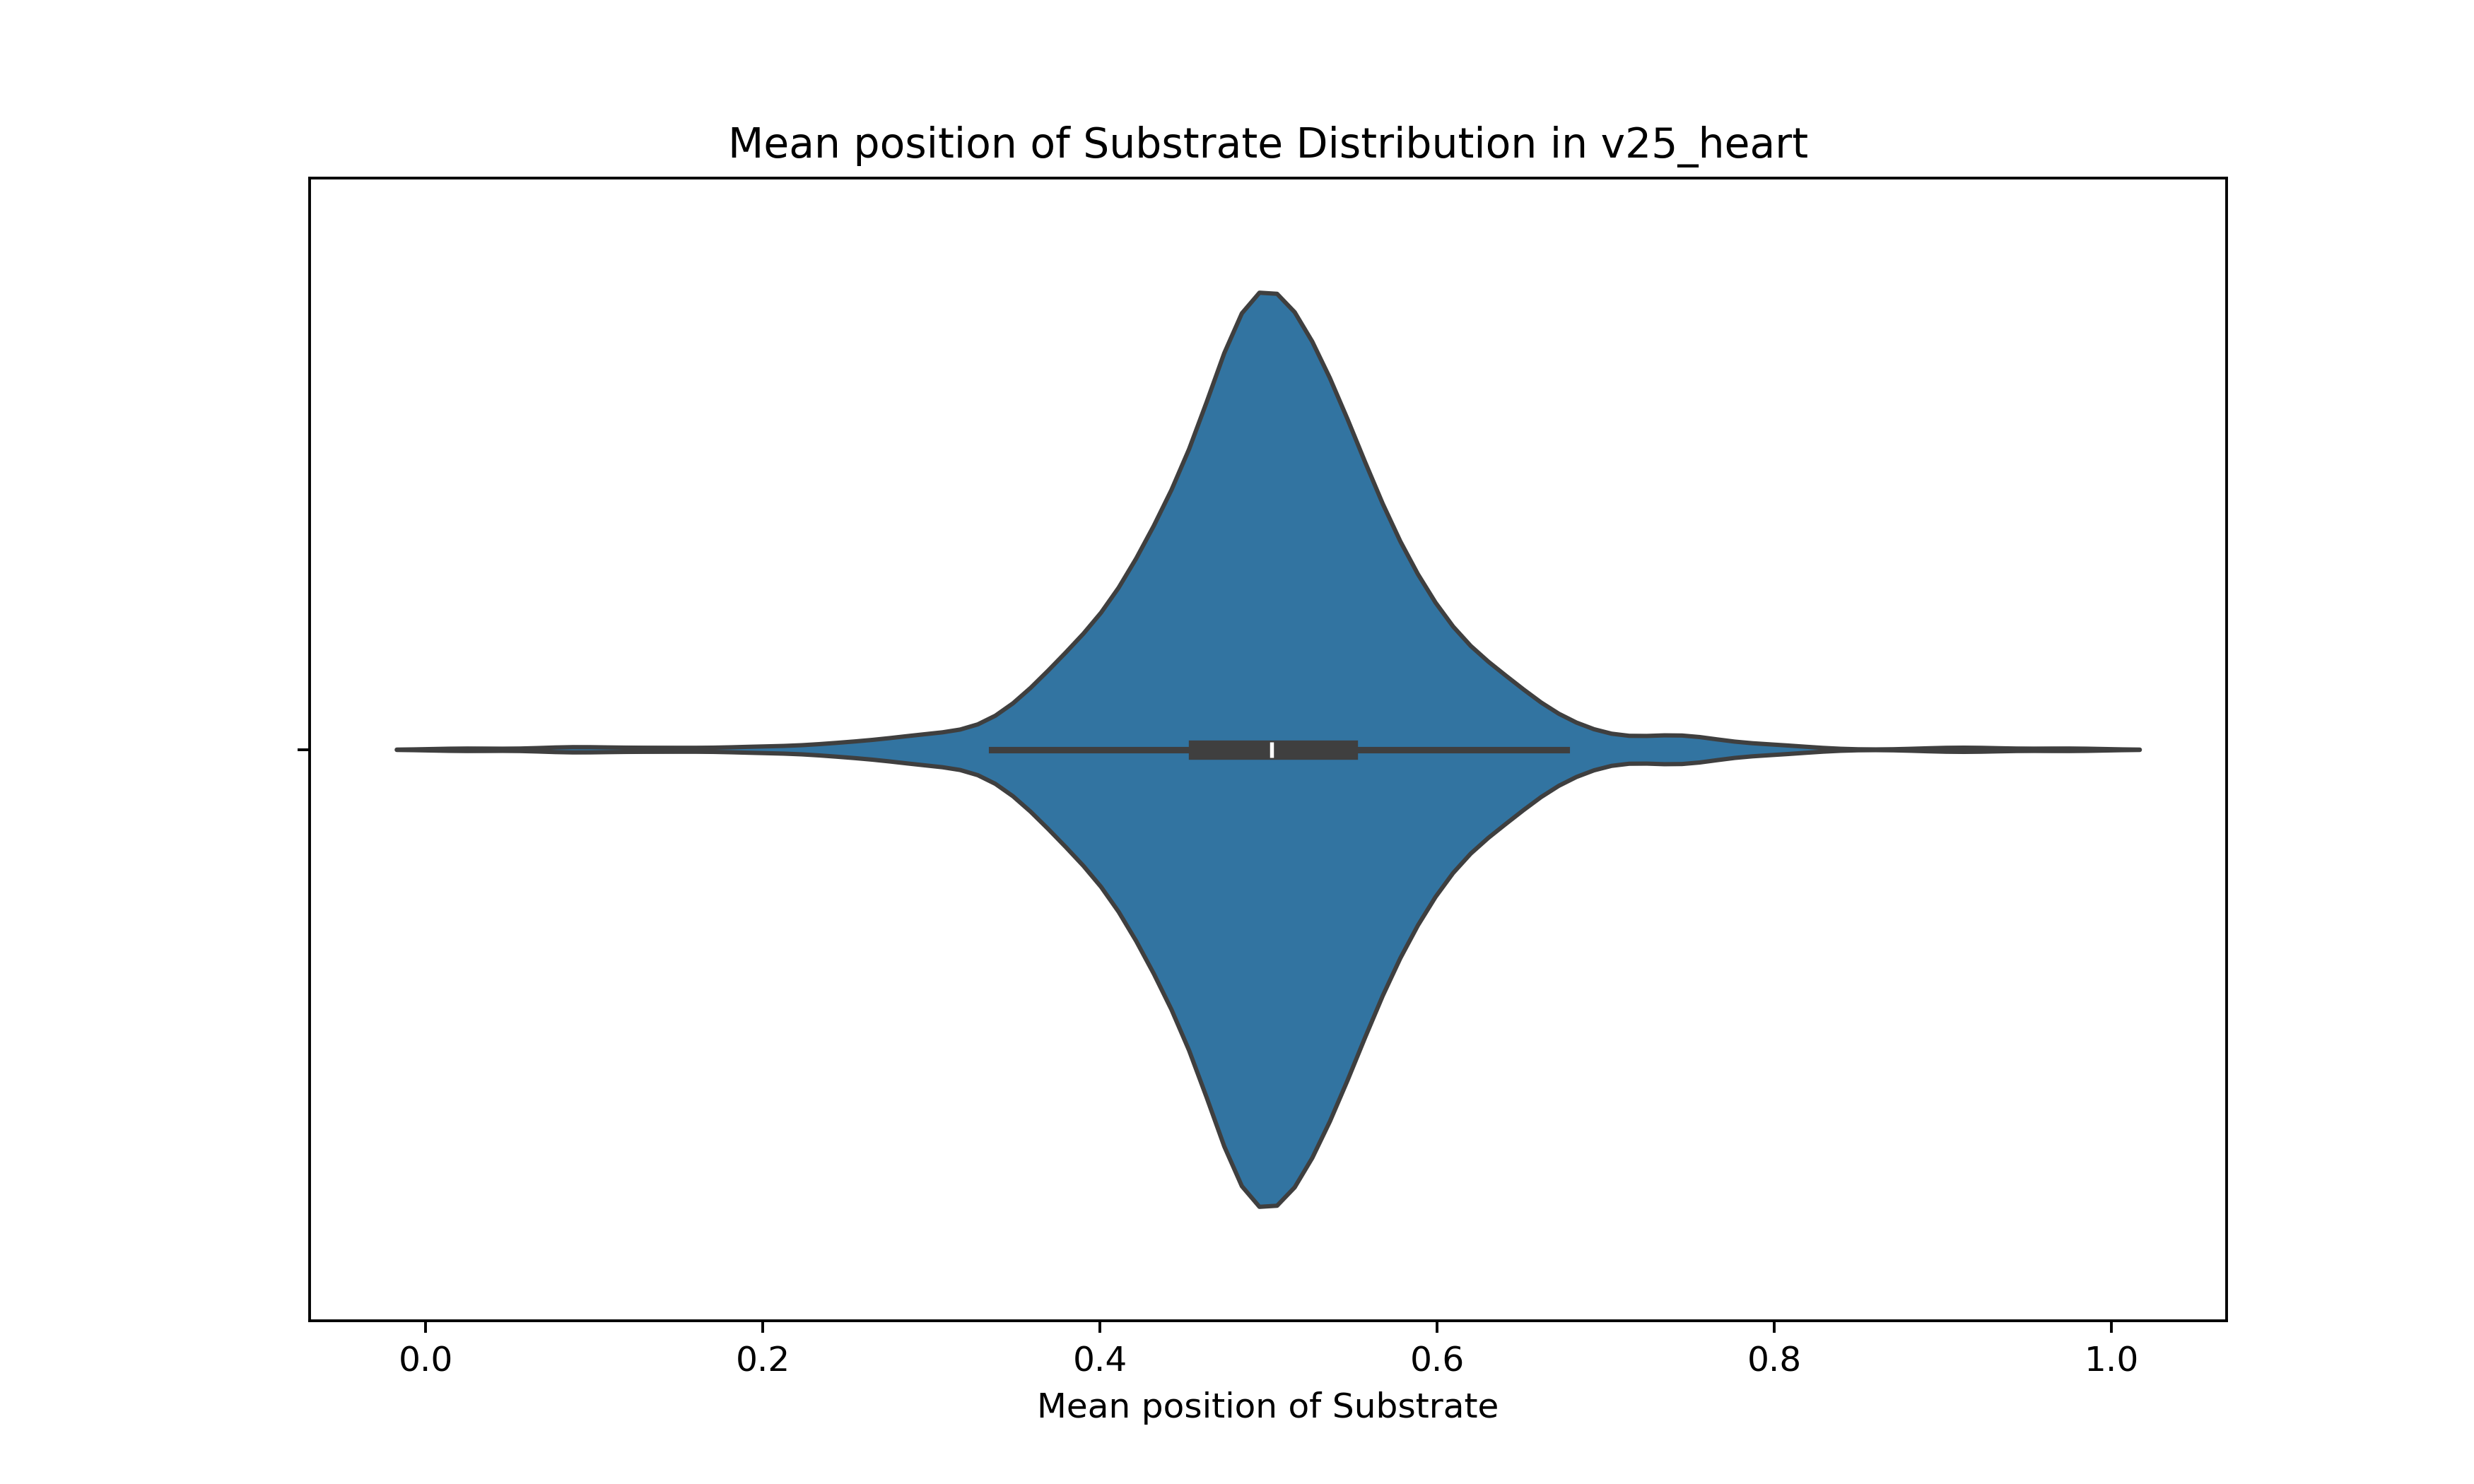 Mean position of Substrate Distribution in v25_heart
0.0 0.2 0.4 0.6 0.8 1.0
Mean position of Substrate